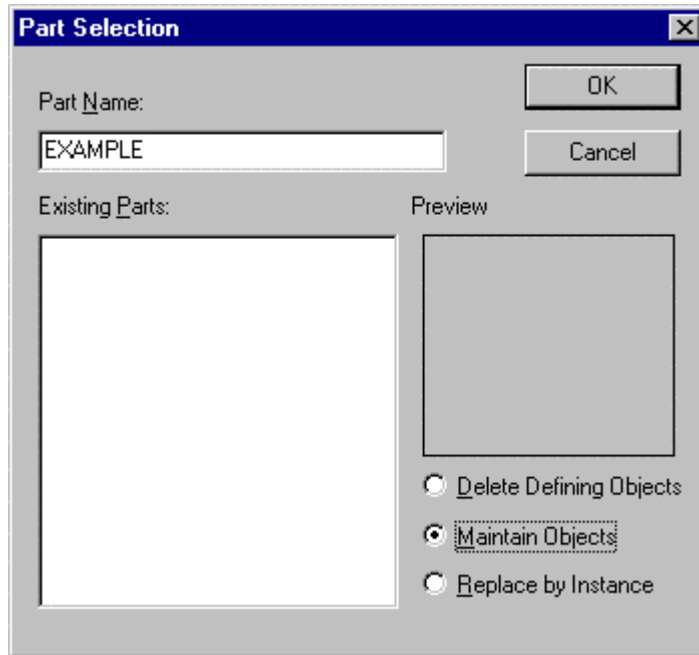 Part Selection
OK
Part Name:
EXAMPLE
Cancel
Existing Parts:
Preview
Delete Defining Objects
Maintain Objects
Replace by Instance